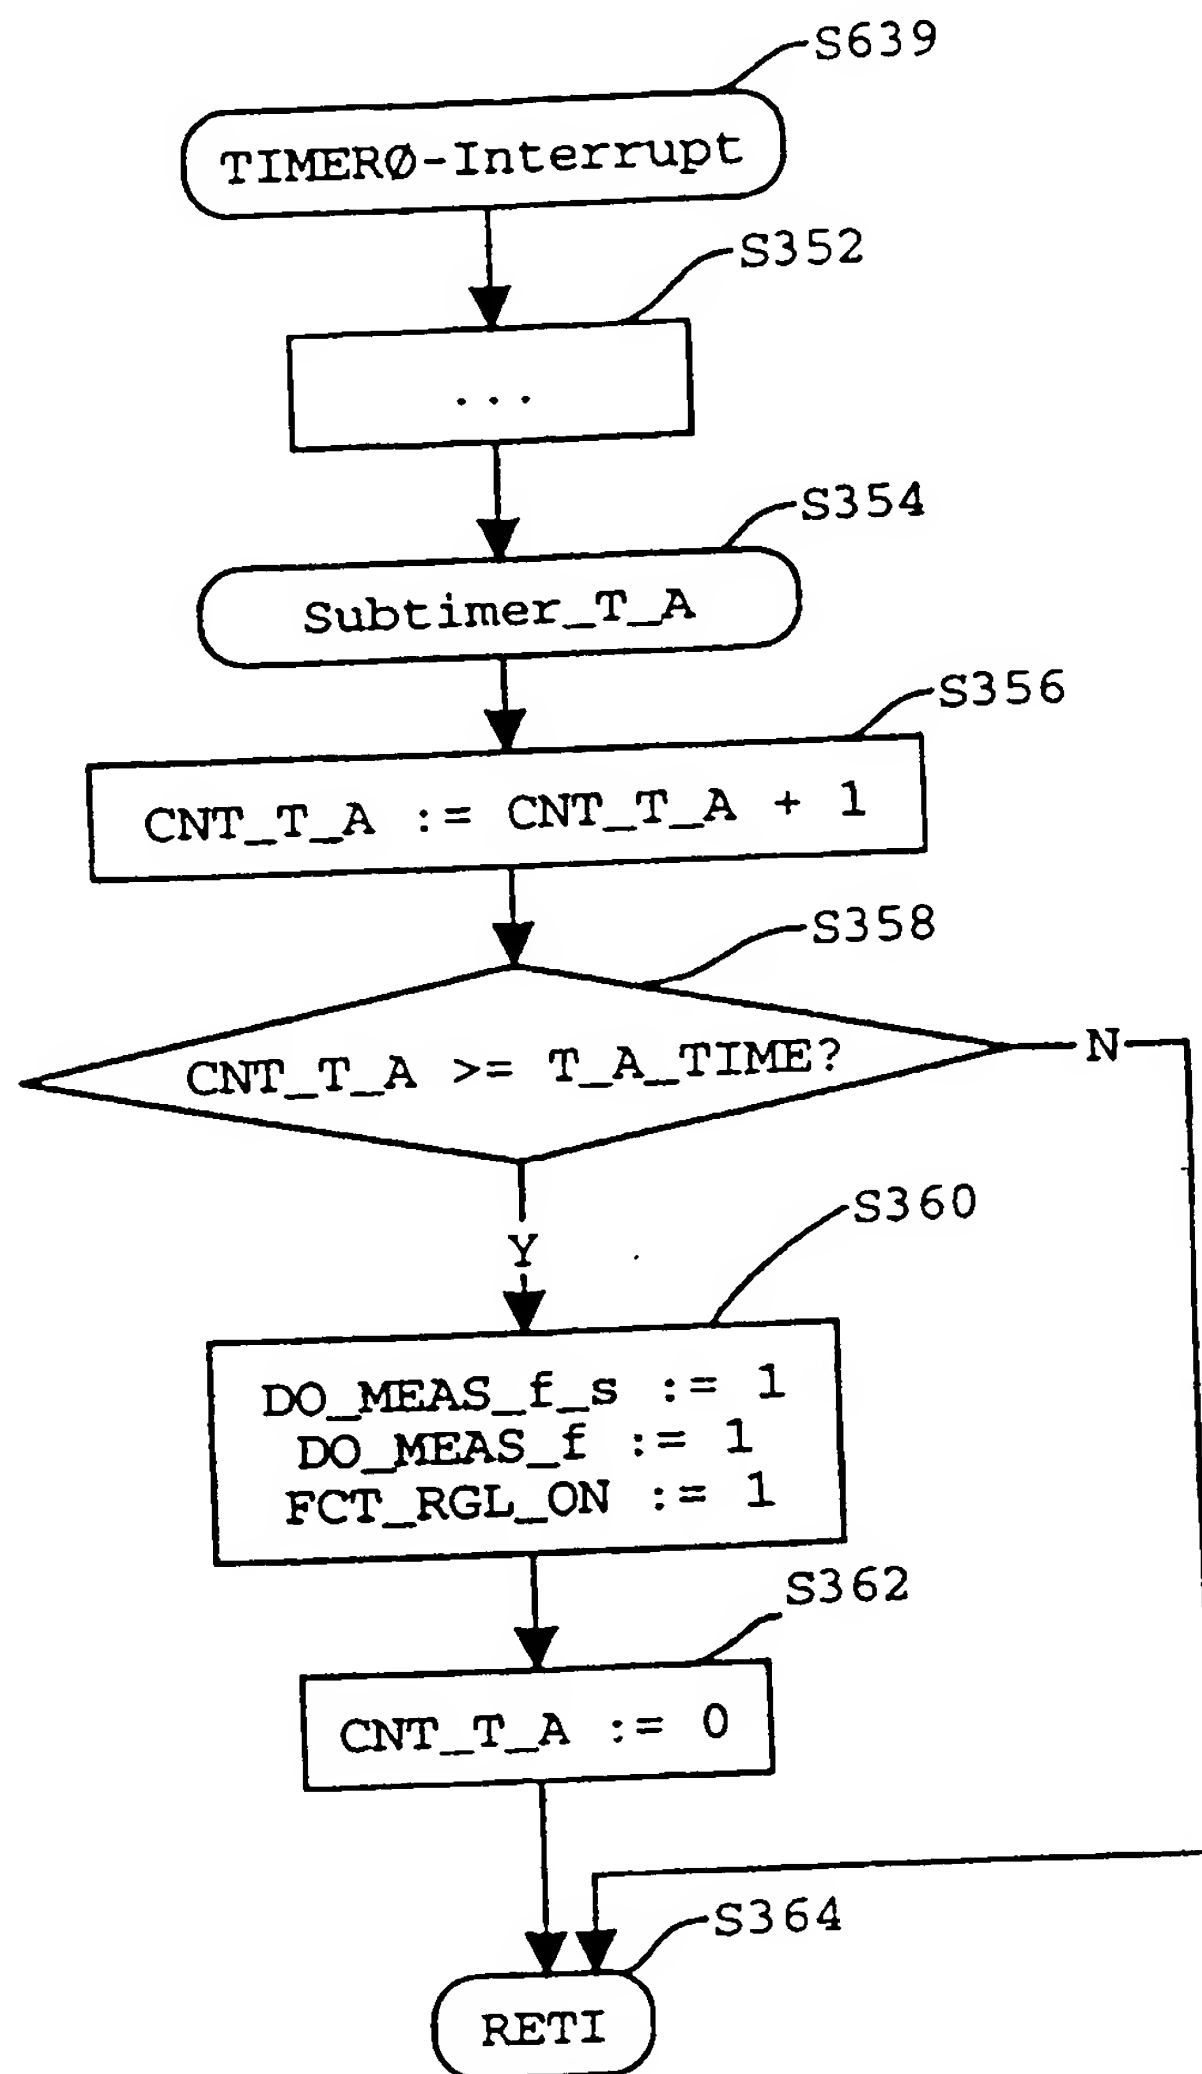 S639
TIMERØ-Interrupt
S352
...
S354
Subtimer_T_A
S356
CNT_T_A := CNT_T_A + 1
S358
CNT_T_A >= T_A_TIME?
N
S360
Y
DO_MEAS_f_s := 1
DO_MEAS_f := 1
FCT_RGL_ON := 1
S362
CNT_T_A := 0
S364
RETI